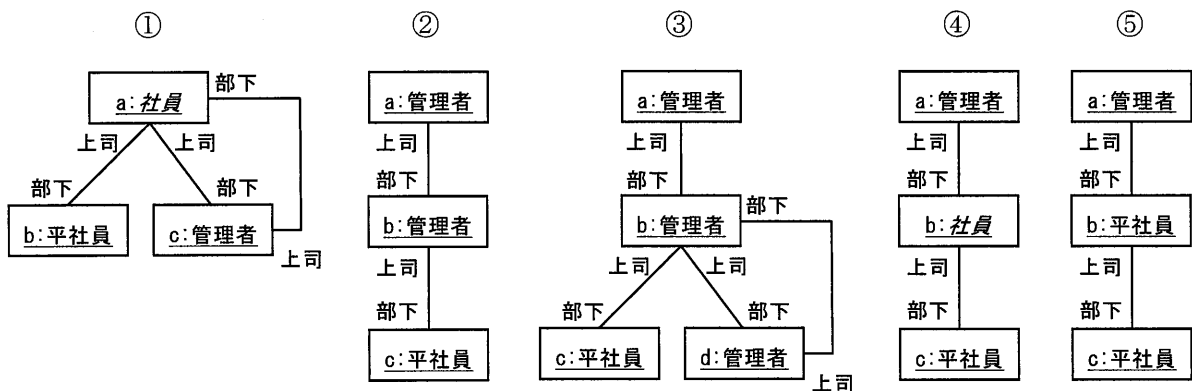 ① ② ③ ④ ⑤
a:社員 部下
上司 上司
部下 部下
b:平社員 c:管理者
上司
a:管理者
上司
部下
b:管理者
上司
部下
c:平社員
a:管理者
上司
部下
b:管理者 部下
上司 上司
部下 部下
c:平社員 d:管理者
上司
a:管理者
上司
部下
b:社員
上司
部下
c:平社員
a:管理者
上司
部下
b:平社員
上司
部下
c:平社員